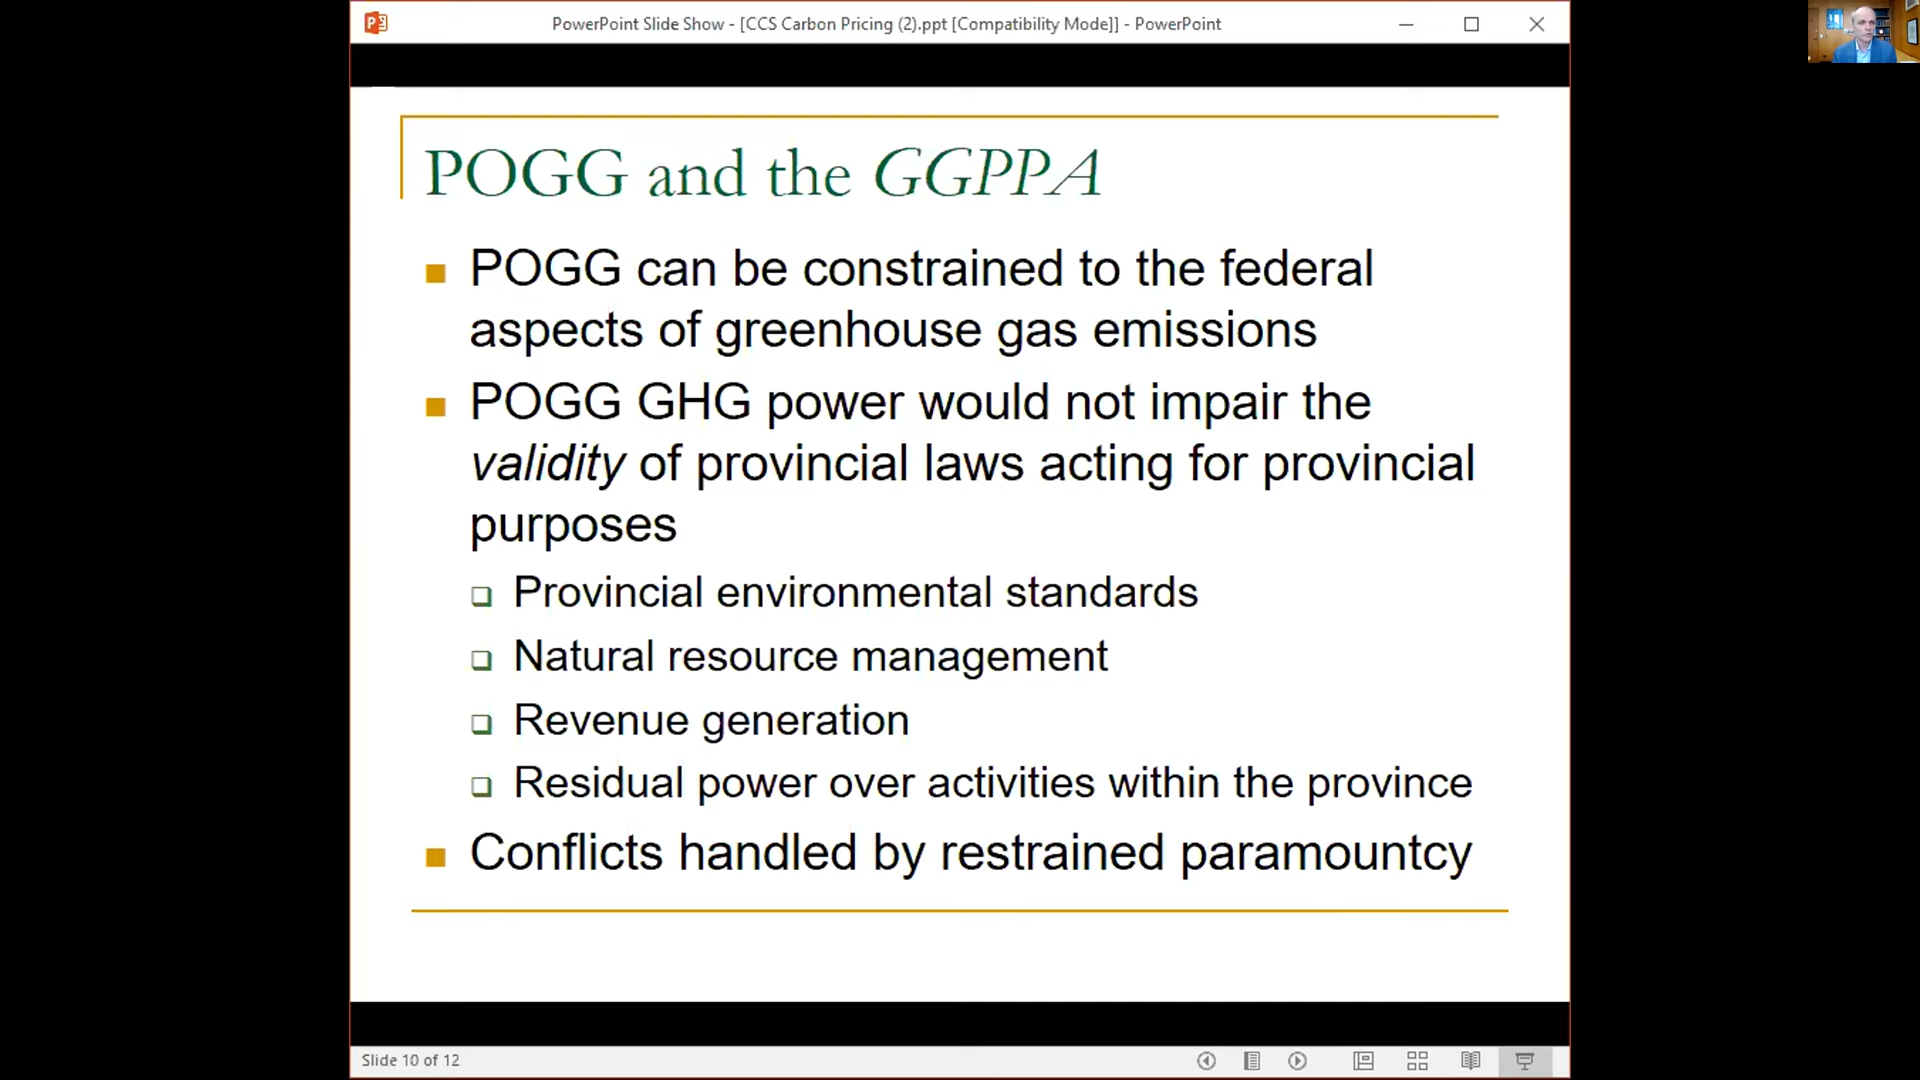 PowerPoint Slide Show - [CCS Carbon Pricing (2).ppt [Compatibility Mode]] - PowerPoint
POGG and the GGPPA
POGG can be constrained to the federal
aspects of greenhouse gas emissions
POGG GHG power would not impair the
validity of provincial laws acting for provincial
purposes
Provincial environmental standards
Natural resource management
Revenue generation
Residual power over activities within the province
Conflicts handled by restrained paramountcy
Slide 10 of 12